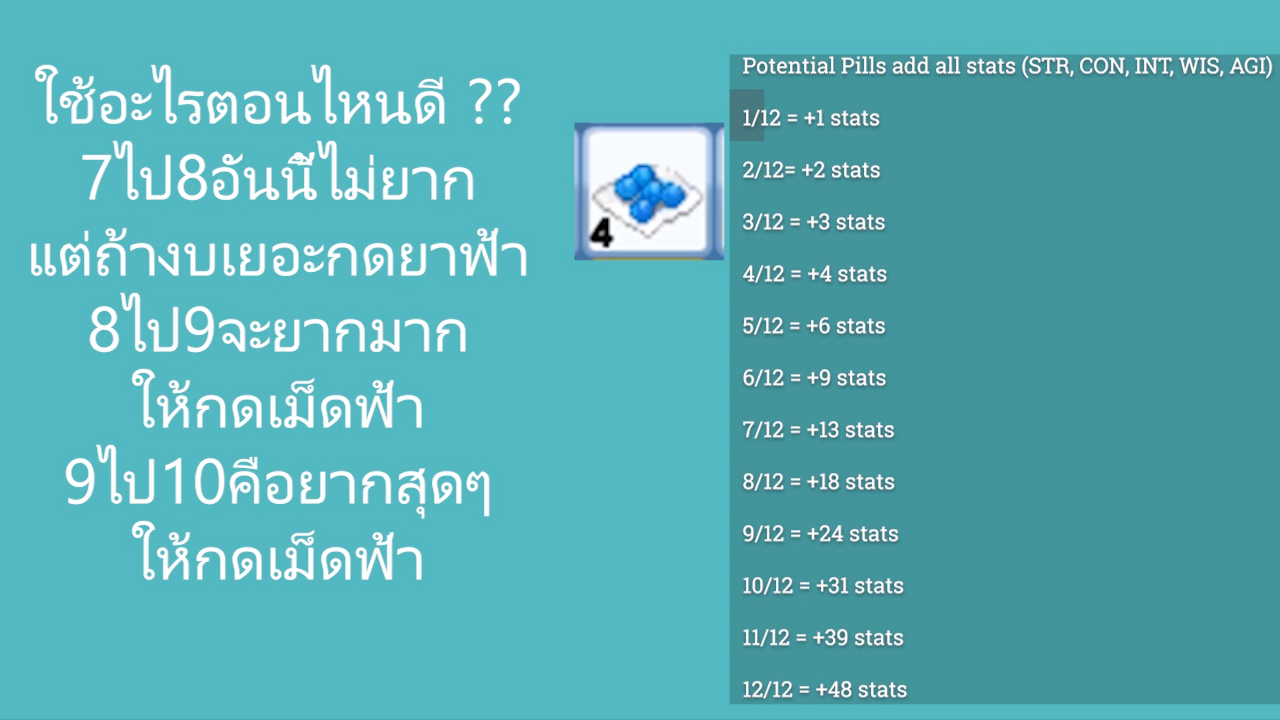 ใช้อะไรตอนไหนดี ??
7ไป8อันนี้ไม่ยาก
แต่ถ้างบเยอะกดยาฟ้า
8ไป9จะยากมาก
ให้กดเม็ดฟ้า
9ไป10คือยากสุดๆ
ให้กดเม็ดฟ้า
4
Potential Pills add all stats (STR, CON, INT, WIS, AGI)
1/12 = +1 stats
2/12= +2 stats
3/12 = +3 stats
4/12 = +4 stats
5/12 = +6 stats
6/12 = +9 stats
7/12 = +13 stats
8/12 = +18 stats
9/12 = +24 stats
10/12 = +31 stats
11/12 = +39 stats
12/12 = +48 stats